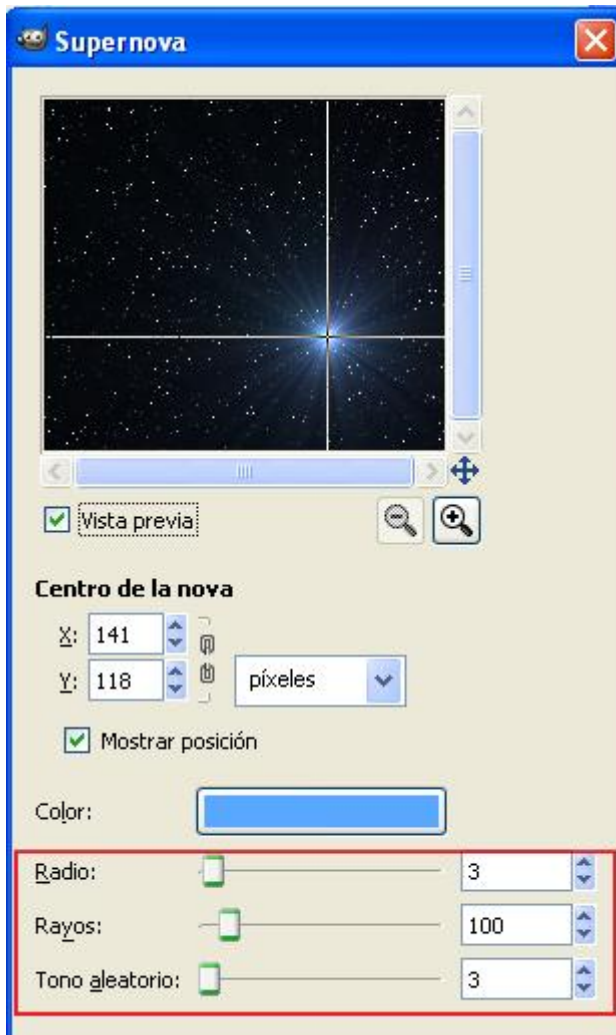 Supernova
Vista previa
Centro de la nova
X: 141
Y: 118 píxeles
Mostrar posición
Color:
Radio: 3
Rayos: 100
Tono aleatorio: 3